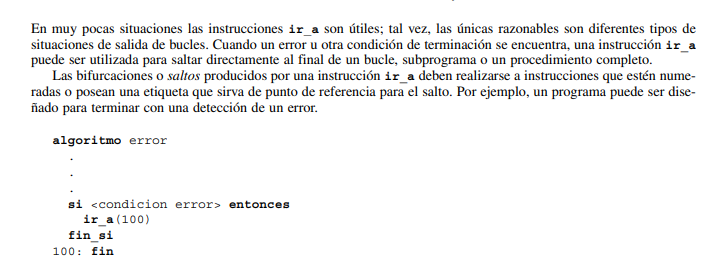 En muy pocas situaciones las instrucciones ir_a son útiles; tal vez, las únicas razonables son diferentes tipos de
situaciones de salida de bucles. Cuando un error u otra condición de terminación se encuentra, una instrucción ir_a
puede ser utilizada para saltar directamente al final de un bucle, subprograma o un procedimiento completo.
Las bifurcaciones o saltos producidos por una instrucción ir_a deben realizarse a instrucciones que estén nume-
radas o posean una etiqueta que sirva de punto de referencia para el salto. Por ejemplo, un programa puede ser dise-
ñado para terminar con una detección de un error.
algoritmo error
.
.
.
si <condicion error> entonces
ir_a(100)
fin_si
100: fin